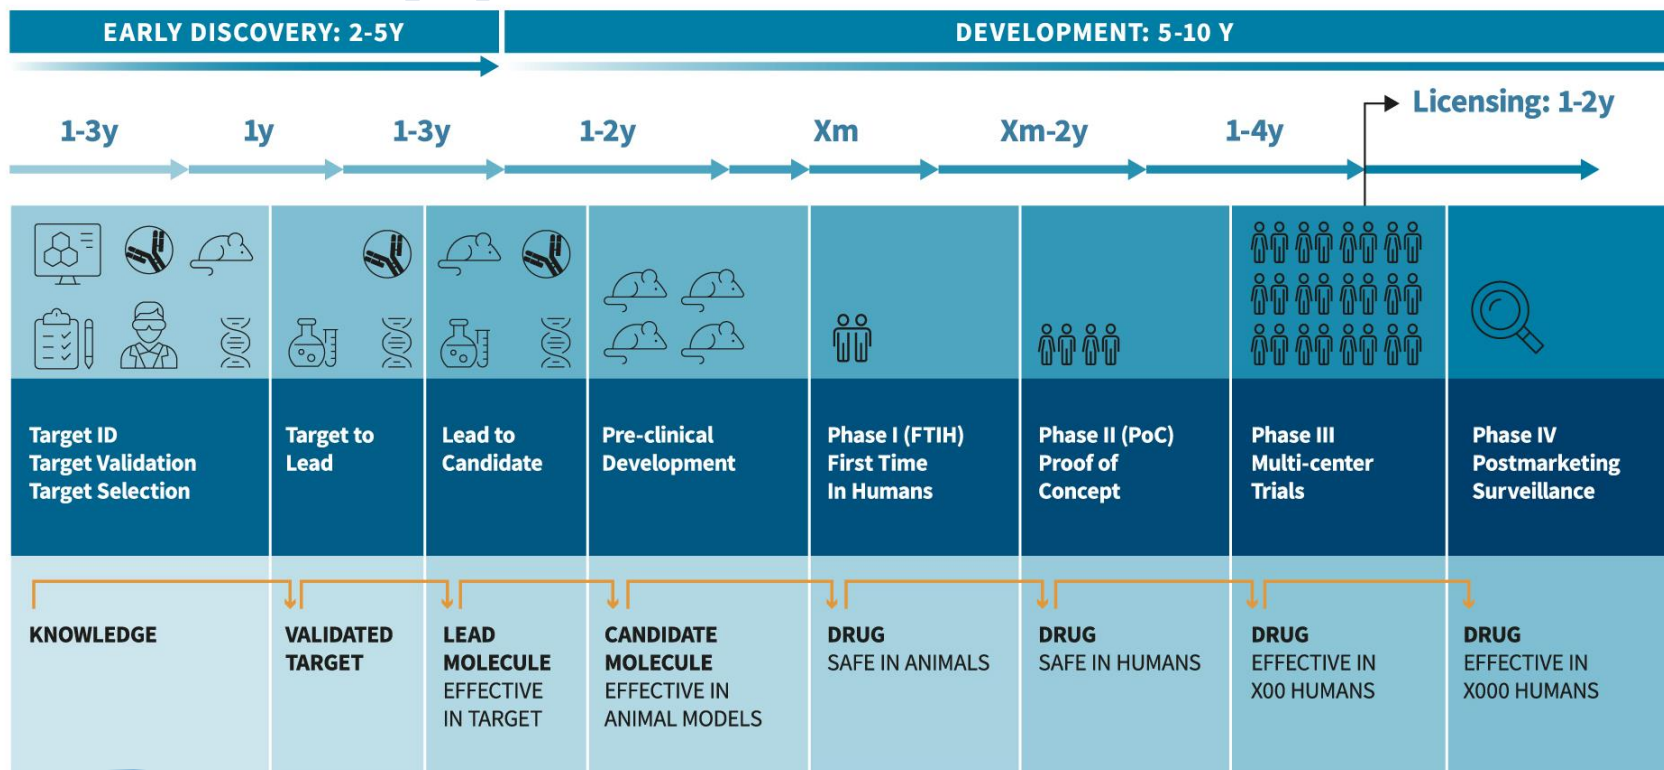 EARLY DISCOVERY: 2-5Y
DEVELOPMENT: 5-10 Y
1-3y
1y
1-3y
1-2y
Xm
Xm-2y
1-4y
Licensing: 1-2y
Target ID
Target Validation
Target Selection
Target to
Lead
Lead to
Candidate
Pre-clinical
Development
Phase I (FTIH)
First Time
In Humans
Phase II (PoC)
Proof of
Concept
Phase III
Multi-center
Trials
Phase IV
Postmarketing
Surveillance
KNOWLEDGE
VALIDATED
TARGET
LEAD
MOLECULE
EFFECTIVE
IN TARGET
CANDIDATE
MOLECULE
EFFECTIVE IN
ANIMAL MODELS
DRUG
SAFE IN ANIMALS
DRUG
SAFE IN HUMANS
DRUG
EFFECTIVE IN
X00 HUMANS
DRUG
EFFECTIVE IN
X000 HUMANS